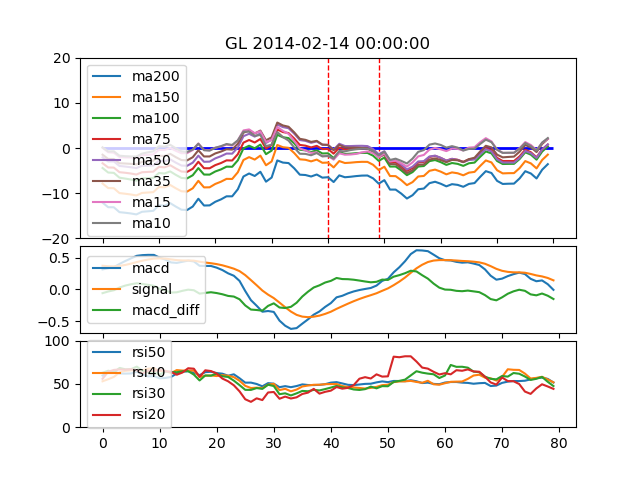 GL 2014-02-14 00:00:00
20
10
0
−10
−20
ma200
ma150
ma100
ma75
ma50
ma35
ma15
ma10
0.5
0.0
−0.5
macd
signal
macd_diff
100
50
0
rsi50
rsi40
rsi30
rsi20
0 10 20 30 40 50 60 70 80